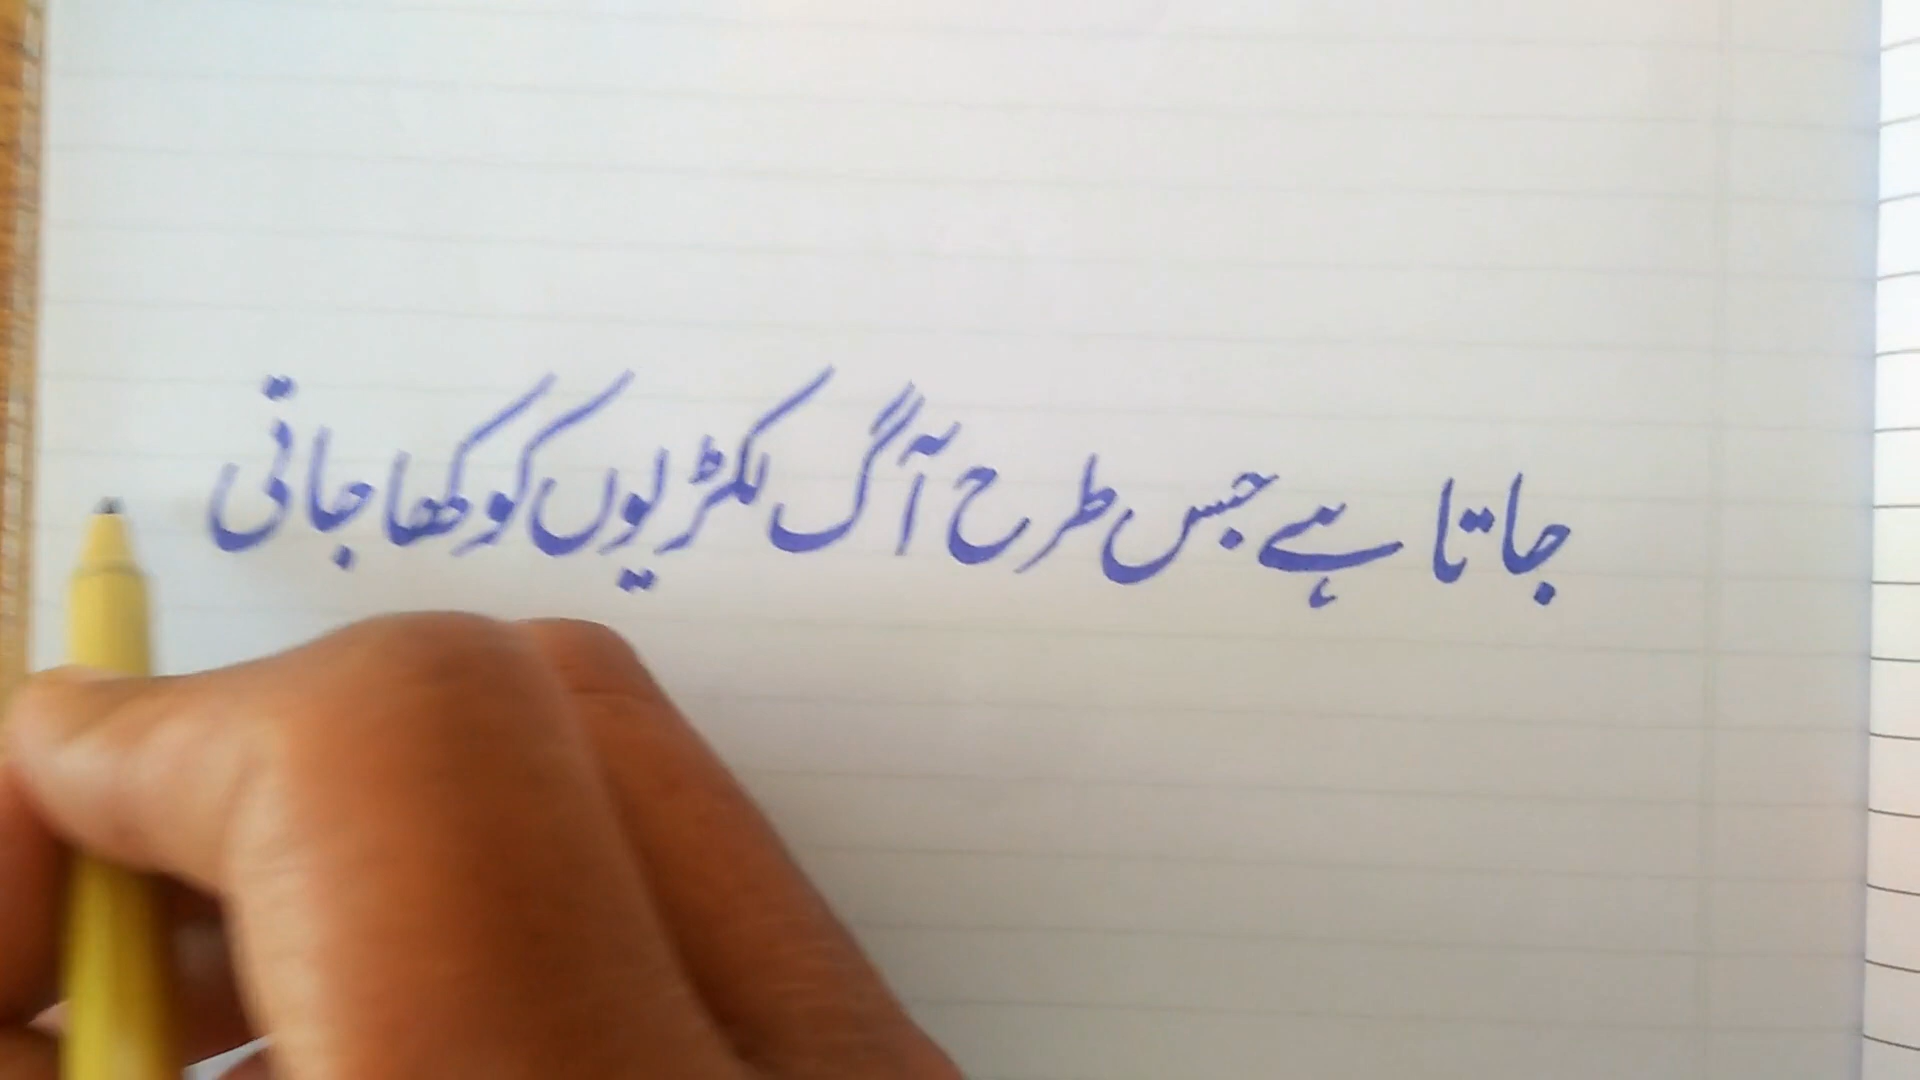 جاتا ہے جس طرح آگ لکڑیوں کو کھا جاتی